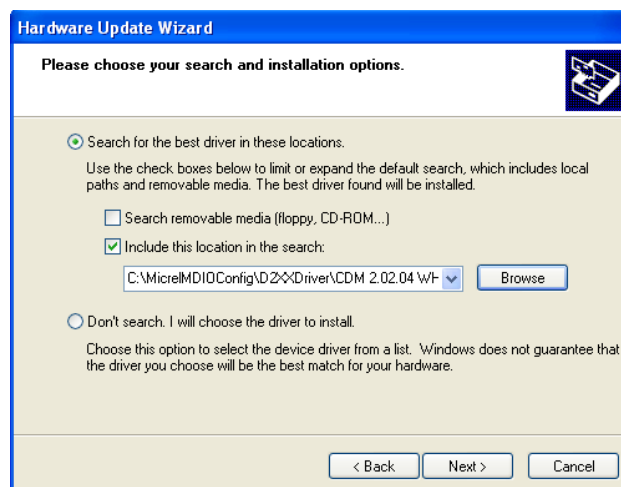 Hardware Update Wizard
Please choose your search and installation options.
Search for the best driver in these locations.
Use the check boxes below to limit or expand the default search, which includes local
paths and removable media. The best driver found will be installed.
Search removable media (floppy, CD-ROM...)
Include this location in the search:
C:\MicrelMDIOConfig\D2XXDriver\CDM 2.02.04 WH
Browse
Don't search. I will choose the driver to install.
Choose this option to select the device driver from a list. Windows does not guarantee that
the driver you choose will be the best match for your hardware.
< Back
Next >
Cancel